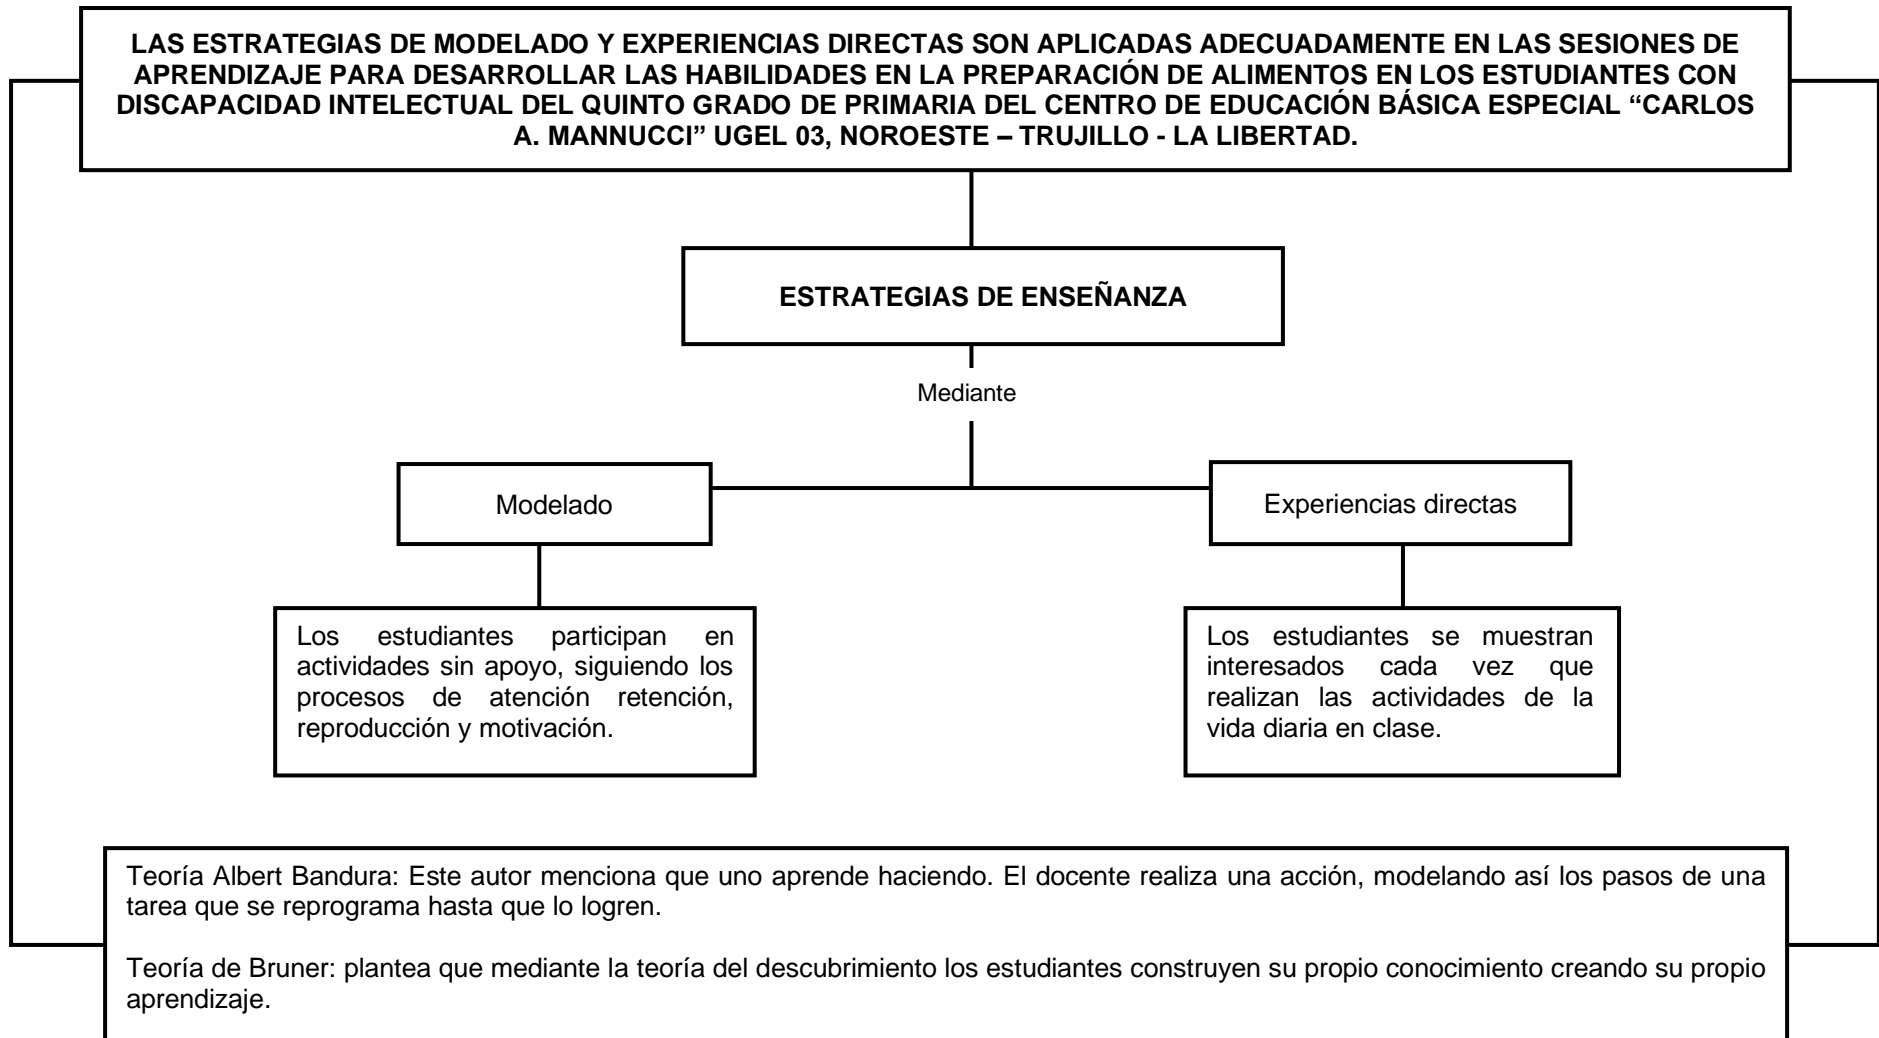 LAS ESTRATEGIAS DE MODELADO Y EXPERIENCIAS DIRECTAS SON APLICADAS ADECUADAMENTE EN LAS SESIONES DE
APRENDIZAJE PARA DESARROLLAR LAS HABILIDADES EN LA PREPARACIÓN DE ALIMENTOS EN LOS ESTUDIANTES CON
DISCAPACIDAD INTELECTUAL DEL QUINTO GRADO DE PRIMARIA DEL CENTRO DE EDUCACIÓN BÁSICA ESPECIAL “CARLOS
A. MANNUCCI” UGEL 03, NOROESTE – TRUJILLO - LA LIBERTAD.
ESTRATEGIAS DE ENSEÑANZA
Mediante
Modelado
Experiencias directas
Los estudiantes participan en
actividades sin apoyo, siguiendo los
procesos de atención retención,
reproducción y motivación.
Los estudiantes se muestran
interesados cada vez que
realizan las actividades de la
vida diaria en clase.
Teoría Albert Bandura: Este autor menciona que uno aprende haciendo. El docente realiza una acción, modelando así los pasos de una
tarea que se reprograma hasta que lo logren.
Teoría de Bruner: plantea que mediante la teoría del descubrimiento los estudiantes construyen su propio conocimiento creando su propio
aprendizaje.